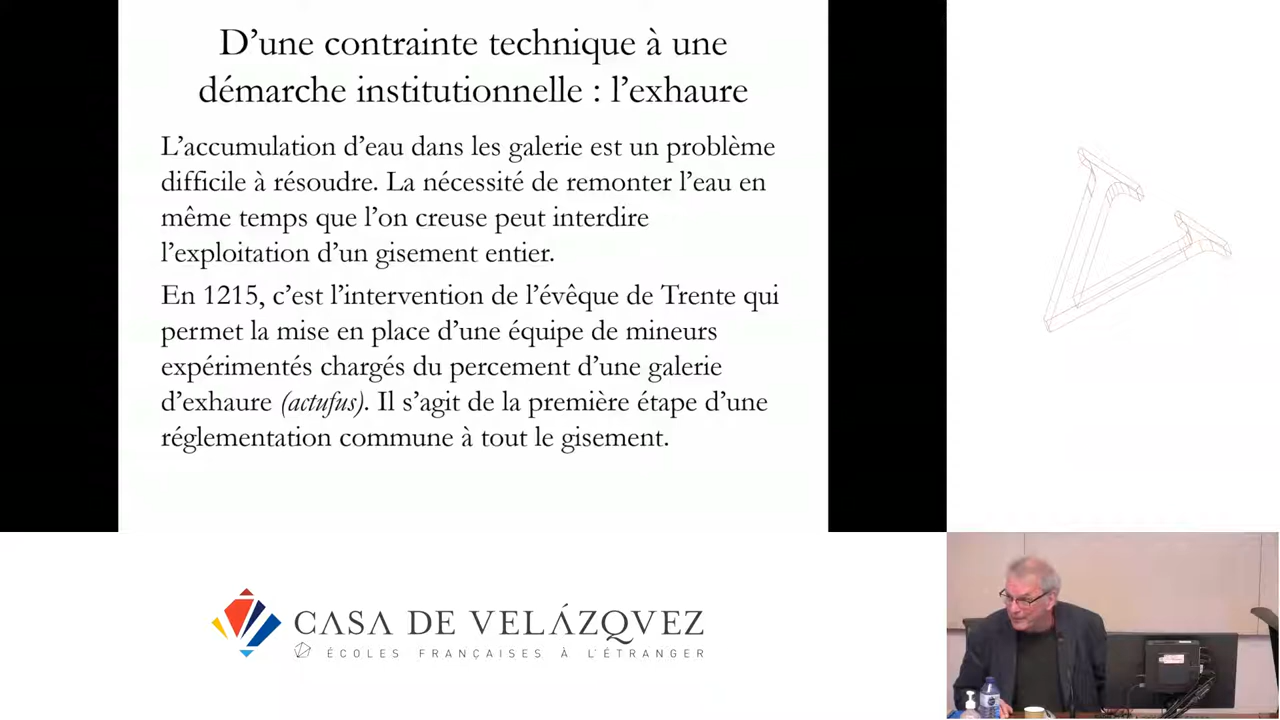 D’une contrainte technique à une
démarche institutionnelle : l’exhaure
L’accumulation d’eau dans les galerie est un problème
difficile à résoudre. La nécessité de remonter l’eau en
même temps que l’on creuse peut interdire
l’exploitation d’un gisement entier.
En 1215, c’est l’intervention de l’évêque de Trente qui
permet la mise en place d’une équipe de mineurs
expérimentés chargés du percement d’une galerie
d’exhaure (actufus). Il s’agit de la première étape d’une
réglementation commune à tout le gisement.
CASA DE VELÁZQVEZ
ÉCOLES FRANÇAISES À L'ÉTRANGER